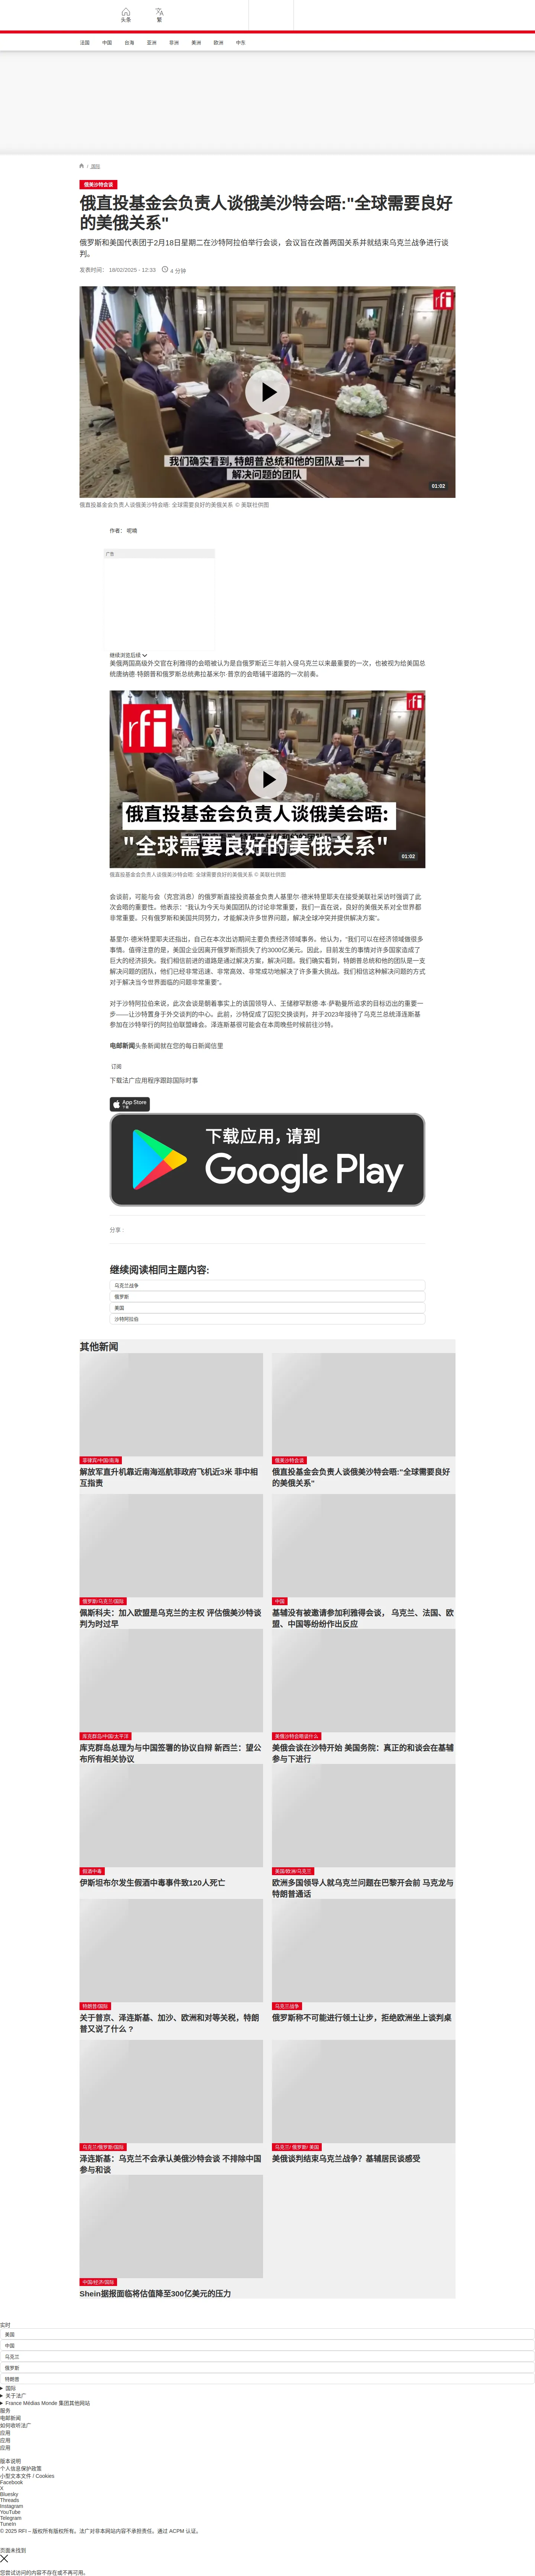 头条
繁
法国
中国
台海
亚洲
非洲
美洲
欧洲
中东
/ 国际
俄美沙特会谈
俄直投基金会负责人谈俄美沙特会晤:"全球需要良好
的美俄关系"
俄罗斯和美国代表团于2月18日星期二在沙特阿拉伯举行会谈，会议旨在改善两国关系并就结束乌克兰战争进行谈
判。
发表时间： 18/02/2025 - 12:33
4 分钟
rfi
我们确实看到,特朗普总统和他的团队是一个
解决问题的团队
01:02
俄直投基金会负责人谈俄美沙特会晤: 全球需要良好的美俄关系 © 美联社供图
作者： 呢喃
广告
继续浏览后续
美俄两国高级外交官在利雅得的会晤被认为是自俄罗斯近三年前入侵乌克兰以来最重要的一次，也被视为给美国总
统唐纳德·特朗普和俄罗斯总统弗拉基米尔·普京的会晤铺平道路的一次前奏。
rfi
rfi
俄直投基金会负责人谈俄美会晤:
"全球需要良好的美俄关系"
01:02
俄直投基金会负责人谈俄美沙特会晤: 全球需要良好的美俄关系 © 美联社供图
会谈前，可能与会（克宫消息）的俄罗斯直接投资基金负责人基里尔·德米特里耶夫在接受美联社采访时强调了此
次会晤的重要性。他表示：“我认为今天与美国团队的讨论非常重要，我们一直在说，良好的美俄关系对全世界都
非常重要。只有俄罗斯和美国共同努力，才能解决许多世界问题，解决全球冲突并提供解决方案”。
基里尔·德米特里耶夫还指出，自己在本次出访期间主要负责经济领域事务。他认为，“我们可以在经济领域做很多
事情。值得注意的是，美国企业因离开俄罗斯而损失了约3000亿美元。因此，目前发生的事情对许多国家造成了
巨大的经济损失。我们相信前进的道路是通过解决方案，解决问题。我们确实看到，特朗普总统和他的团队是一支
解决问题的团队，他们已经非常迅速、非常高效、非常成功地解决了许多重大挑战。我们相信这种解决问题的方式
对于解决当今世界面临的问题非常重要”。
对于沙特阿拉伯来说，此次会谈是朝着事实上的该国领导人、王储穆罕默德·本·萨勒曼所追求的目标迈出的重要一
步——让沙特置身于外交谈判的中心。此前，沙特促成了囚犯交换谈判，并于2023年接待了乌克兰总统泽连斯基
参加在沙特举行的阿拉伯联盟峰会。泽连斯基很可能会在本周晚些时候前往沙特。
电邮新闻头条新闻就在您的每日新闻信里
订阅
下载法广应用程序跟踪国际时事
App Store
下载应用，请到
Google Play
分享 :
继续阅读相同主题内容:
乌克兰战争
俄罗斯
美国
沙特阿拉伯
其他新闻
菲律宾/中国/南海
解放军直升机靠近南海巡航菲政府飞机近3米 菲中相
互指责
俄美沙特会谈
俄直投基金会负责人谈俄美沙特会晤:"全球需要良好
的美俄关系"
俄罗斯/乌克兰/国际
佩斯科夫：加入欧盟是乌克兰的主权 评估俄美沙特谈
判为时过早
中国
基辅没有被邀请参加利雅得会谈， 乌克兰、法国、欧
盟、中国等纷纷作出反应
库克群岛/中国/太平洋
库克群岛总理为与中国签署的协议自辩 新西兰：望公
布所有相关协议
美俄沙特会晤谈什么
美俄会谈在沙特开始 美国务院：真正的和谈会在基辅
参与下进行
假酒中毒
伊斯坦布尔发生假酒中毒事件致120人死亡
美国/欧洲/乌克兰
欧洲多国领导人就乌克兰问题在巴黎开会前 马克龙与
特朗普通话
特朗普/国际
关于普京、泽连斯基、加沙、欧洲和对等关税，特朗
普又说了什么 ?
乌克兰战争
俄罗斯称不可能进行领土让步，拒绝欧洲坐上谈判桌
乌克兰/俄罗斯/国际
泽连斯基：乌克兰不会承认美俄沙特会谈 不排除中国
参与和谈
乌克兰/ 俄罗斯/ 美国
美俄谈判结束乌克兰战争？基辅居民谈感受
中国/经济/国际
Shein据报面临将估值降至300亿美元的压力
实时
美国
中国
乌克兰
俄罗斯
特朗普
国际
关于法广
France Médias Monde 集团其他网站
服务
电邮新闻
如何收听法广
应用
应用
应用
版本说明
个人信息保护政策
小型文本文件 / Cookies
Facebook
X
Bluesky
Threads
Instagram
YouTube
Telegram
TuneIn
© 2025 RFI – 版权所有版权所有。法广对非本网站内容不承担责任。通过 ACPM 认证。
页面未找到
您尝试访问的内容不存在或不再可用。